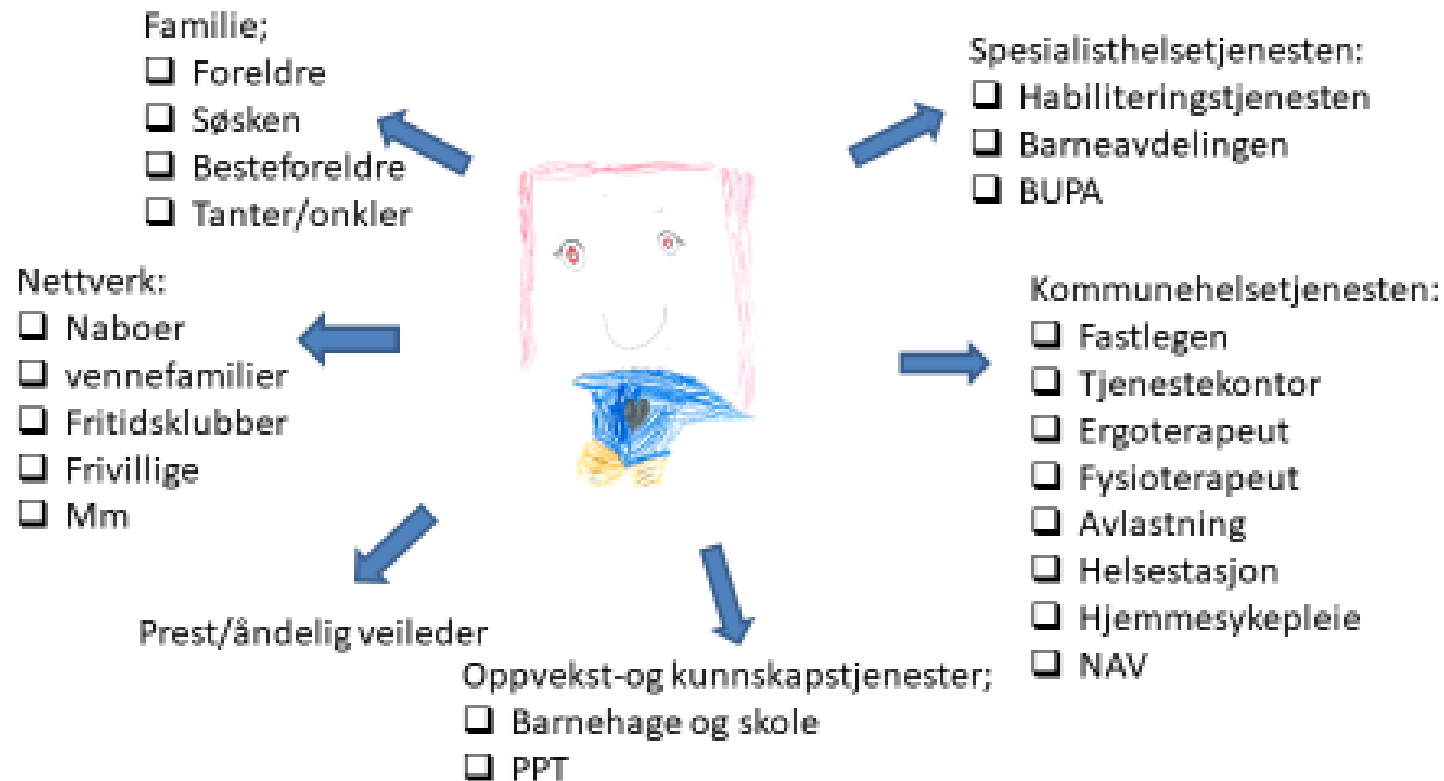 Familie;
❑ Foreldre
❑ Søsken
❑ Besteforeldre
❑ Tanter/onkler
Spesialisthelsetjenesten:
❑ Habiliteringstjenesten
❑ Barneavdelingen
❑ BUPA
Nettverk:
❑ Naboer
❑ vennefamilier
❑ Fritidsklubber
❑ Frivillige
❑ Mm
Kommunehelsetjenesten:
❑ Fastlegen
❑ Tjenestekontor
❑ Ergoterapeut
❑ Fysioterapeut
❑ Avlastning
❑ Helsestasjon
❑ Hjemmesykepleie
❑ NAV
Prest/åndelig veileder
Oppvekst-og kunnskapstjenester;
❑ Barnehage og skole
❑ PPT